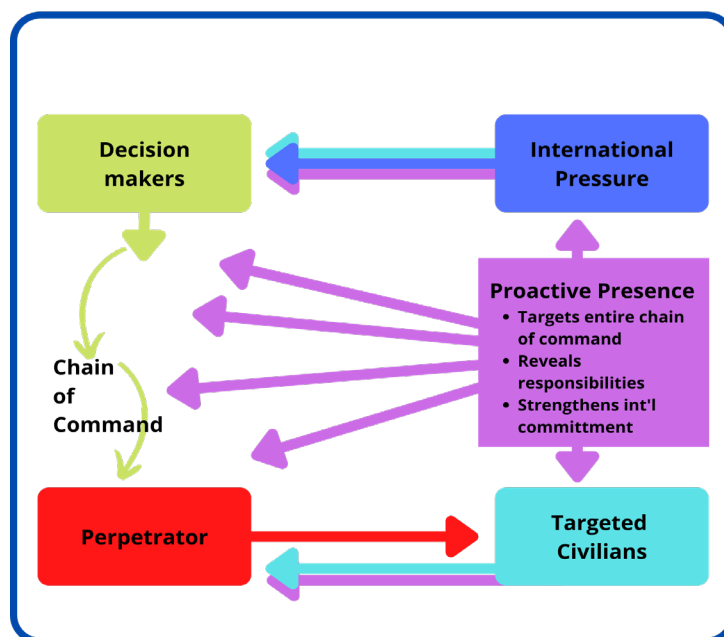 Decision
makers
International
Pressure
Proactive Presence
• Targets entire chain
of command
• Reveals
responsibilities
• Strengthens int'l
committment
Chain
of
Command
Perpetrator
Targeted
Civilians